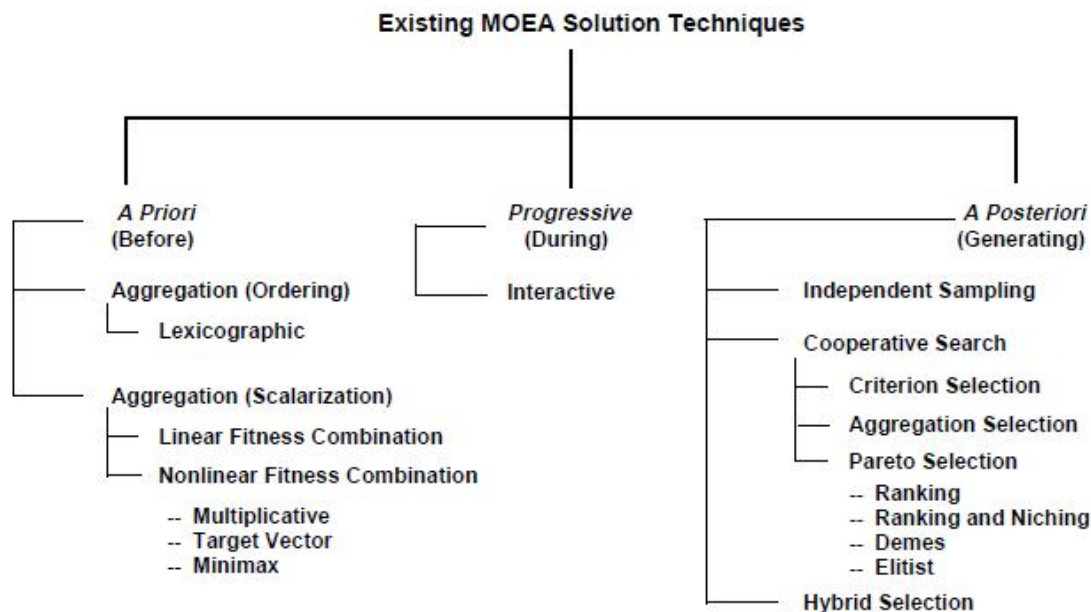 Existing MOEA Solution Techniques
A Priori
(Before)
Aggregation (Ordering)
Lexicographic
Aggregation (Scalarization)
Linear Fitness Combination
Nonlinear Fitness Combination
-- Multiplicative
-- Target Vector
-- Minimax
Progressive
(During)
Interactive
A Posteriori
(Generating)
Independent Sampling
Cooperative Search
Criterion Selection
Aggregation Selection
Pareto Selection
-- Ranking
-- Ranking and Niching
-- Demes
-- Elitist
Hybrid Selection